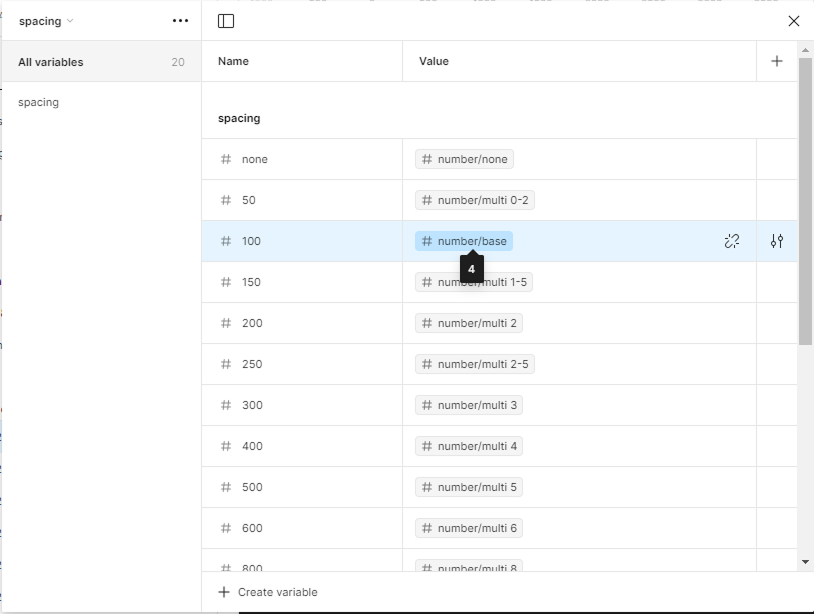 spacing
All variables 20
spacing
Name Value
spacing
none number/none
50 number/multi 0-2
100 number/base
4
150 number/multi 1-5
200 number/multi 2
250 number/multi 2-5
300 number/multi 3
400 number/multi 4
500 number/multi 5
600 number/multi 6
800 number/multi 8
Create variable